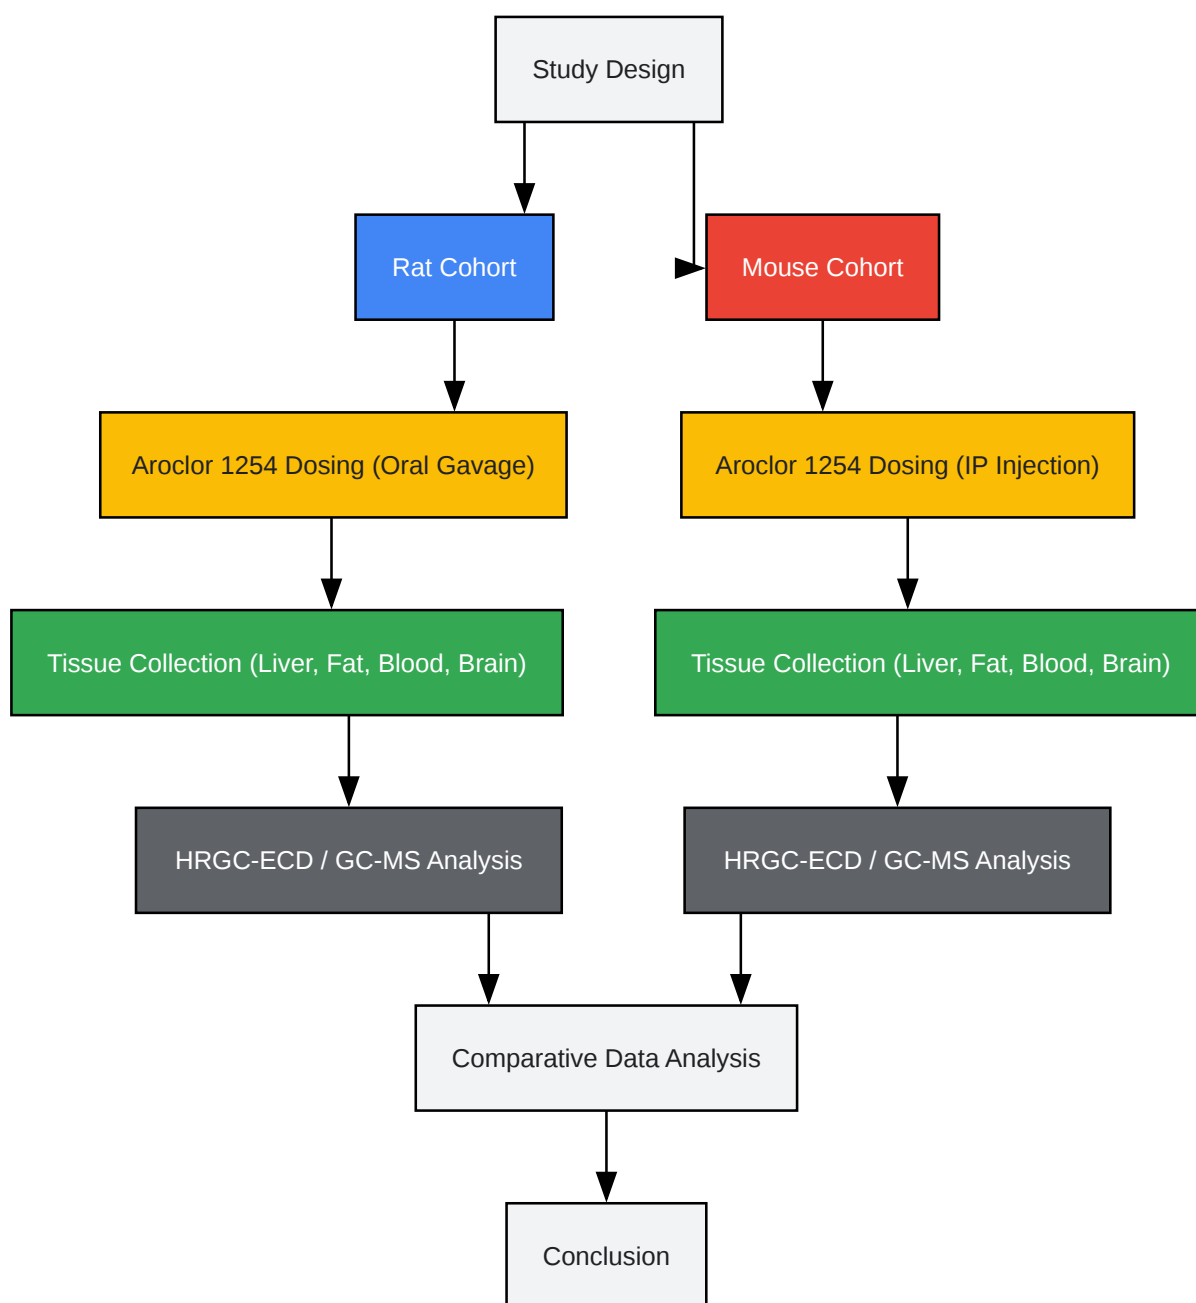 Study Design
Rat Cohort
Mouse Cohort
Aroclor 1254 Dosing (Oral Gavage)
Aroclor 1254 Dosing (IP Injection)
Tissue Collection (Liver, Fat, Blood, Brain)
Tissue Collection (Liver, Fat, Blood, Brain)
HRGC-ECD / GC-MS Analysis
HRGC-ECD / GC-MS Analysis
Comparative Data Analysis
Conclusion